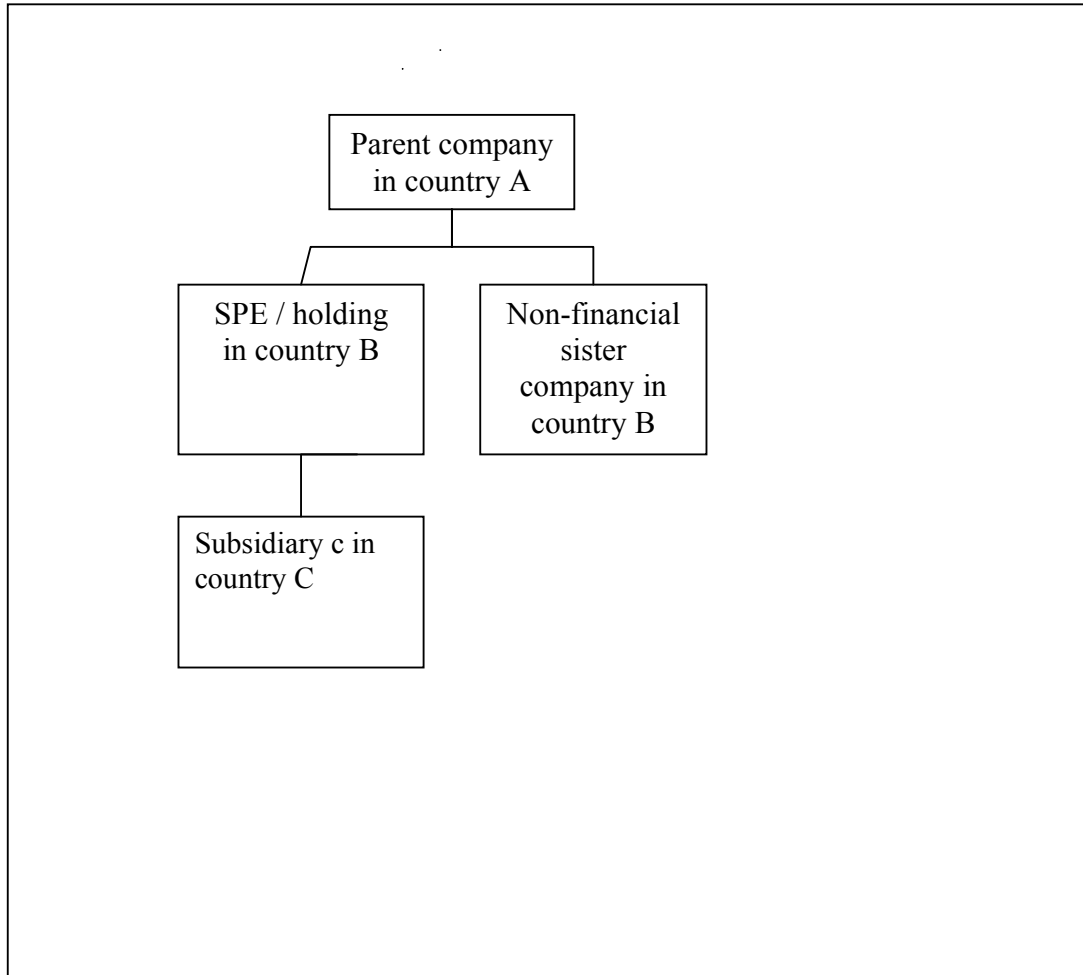 Parent company
in country A
SPE / holding
in country B
Non-financial
sister
company in
country B
Subsidiary c in
country C